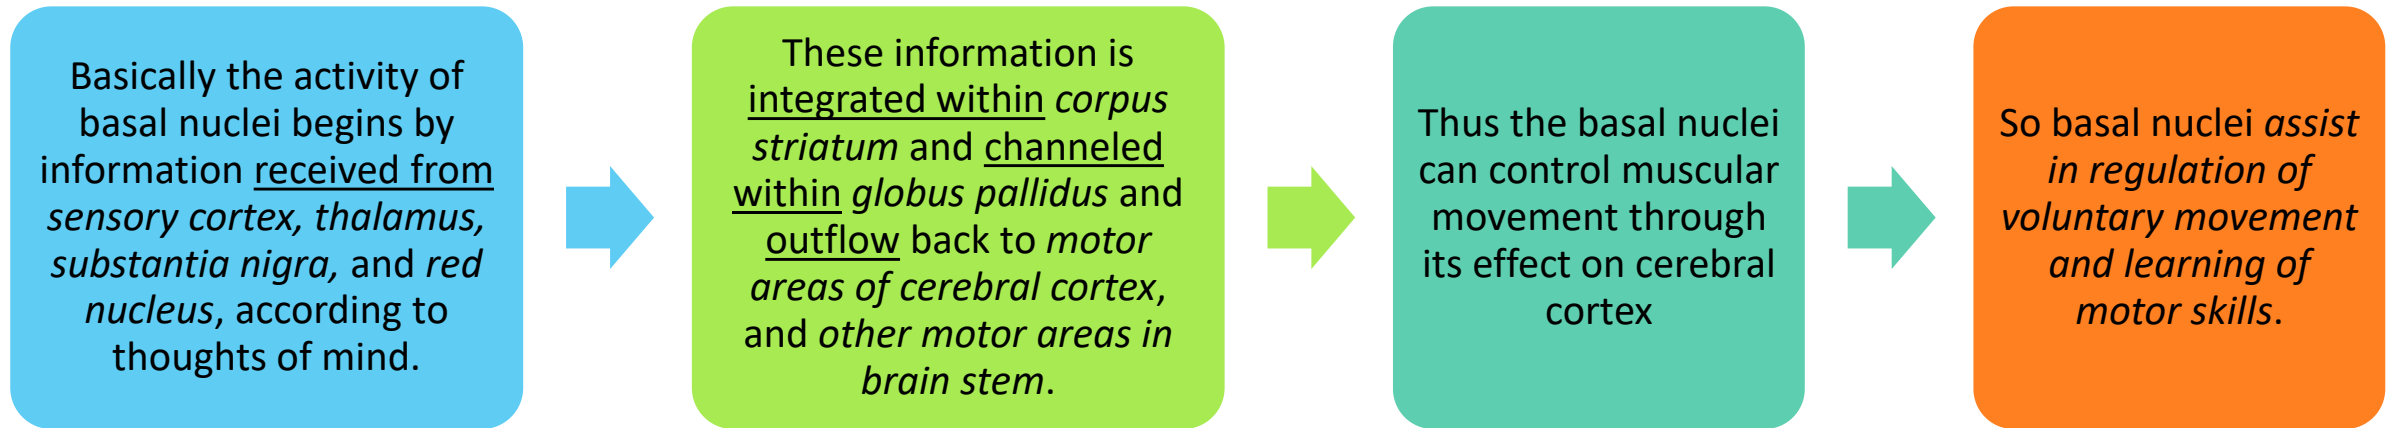 Basically the activity of
basal nuclei begins by
information received from
sensory cortex, thalamus,
substantia nigra, and red
nucleus, according to
thoughts of mind.
These information is
integrated within corpus
striatum and channeled
within globus pallidus and
outflow back to motor
areas of cerebral cortex,
and other motor areas in
brain stem.
Thus the basal nuclei
can control muscular
movement through
its effect on cerebral
cortex
So basal nuclei assist
in regulation of
voluntary movement
and learning of
motor skills.